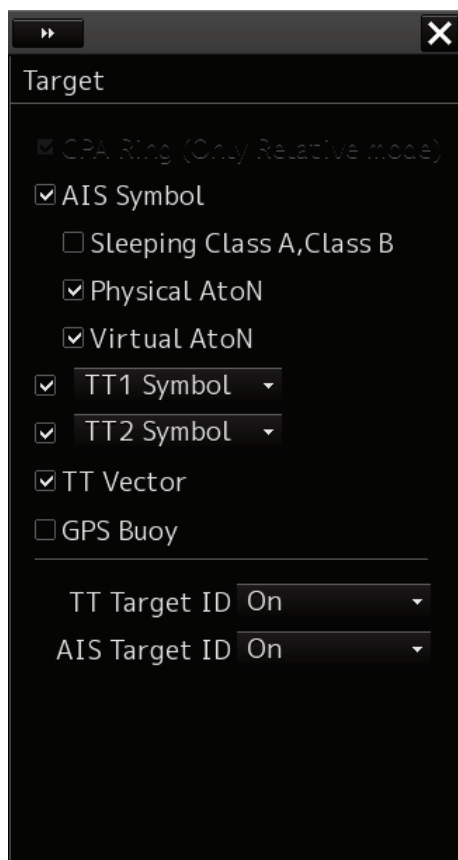 Target
CPA Ring (Only Relative mode)
AIS Symbol
Sleeping Class A,Class B
Physical AtoN
Virtual AtoN
TT1 Symbol
TT2 Symbol
TT Vector
GPS Buoy
TT Target ID On
AIS Target ID On